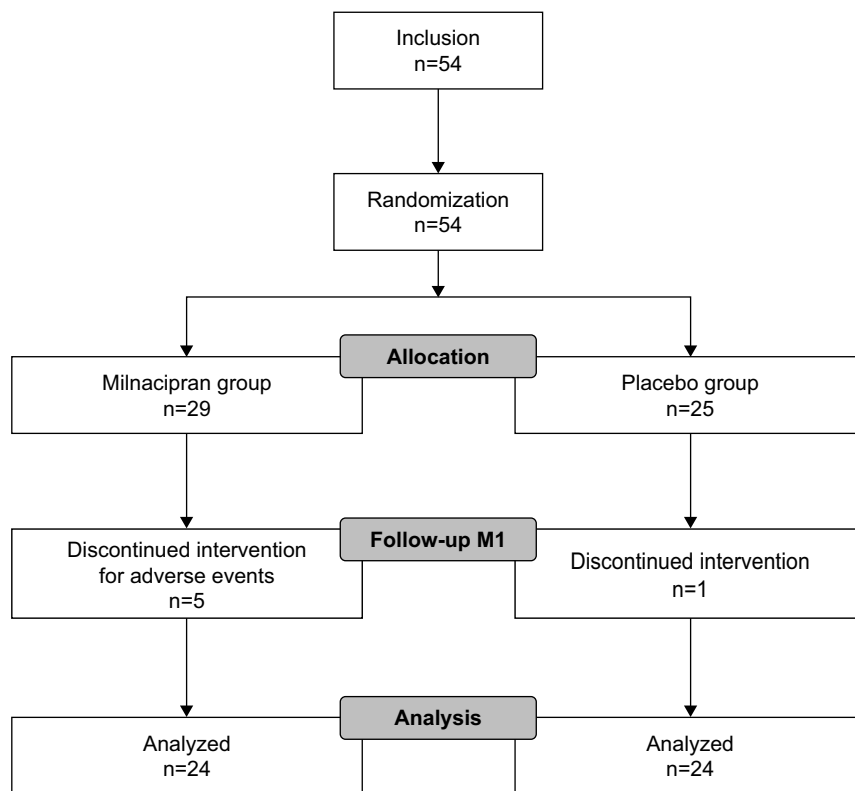 Inclusion
n=54
Randomization
n=54
Allocation
Milnacipran group
n=29
Placebo group
n=25
Follow-up M1
Discontinued intervention
for adverse events
n=5
Discontinued intervention
n=1
Analysis
Analyzed
n=24
Analyzed
n=24